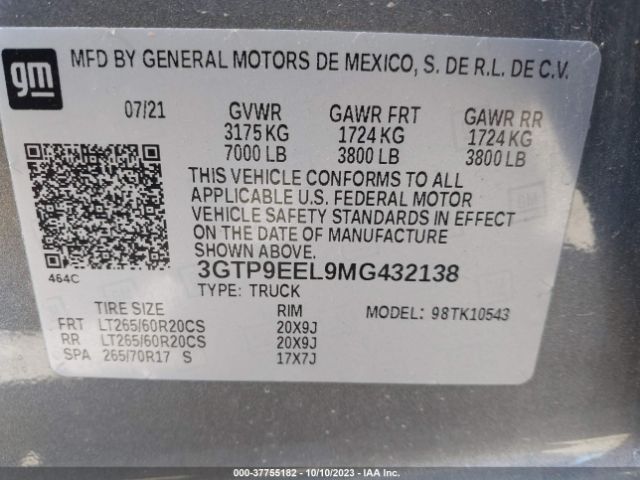 gm
MFD BY GENERAL MOTORS DE MEXICO, S. DE R.L. DE C.V.
07/21 GVWR GAWR FRT GAWR RR
3175 KG 1724 KG 1724 KG
7000 LB 3800 LB 3800 LB
THIS VEHICLE CONFORMS TO ALL
APPLICABLE U.S. FEDERAL MOTOR
VEHICLE SAFETY STANDARDS IN EFFECT
ON THE DATE OF MANUFACTURE
SHOWN ABOVE.
464C 3GTP9EEL9MG432138
TYPE: TRUCK
TIRE SIZE RIM MODEL: 98TK10543
FRT LT265/60R20CS 20X9J
RR LT265/60R20CS 20X9J
SPA 265/70R17 S 17X7J
000-37755182 - 10/10/2023 - IAA Inc.